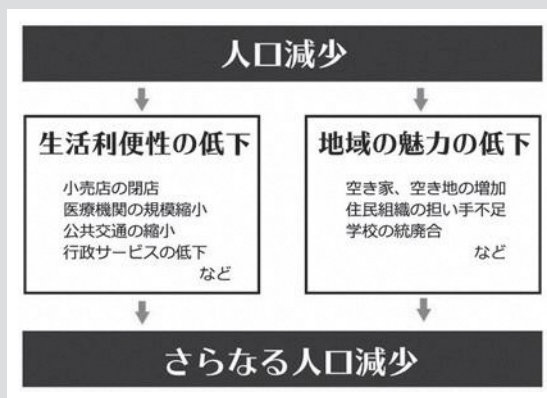 人口減少
生活利便性の低下
小売店の閉店
医療機関の規模縮小
公共交通の縮小
行政サービスの低下
など
地域の魅力の低下
空き家、空き地の増加
住民組織の担い手不足
学校の統廃合
など
さらなる人口減少